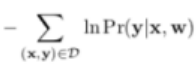 − ∑ ln Pr(y|x, w)
(x,y)∈𝒟